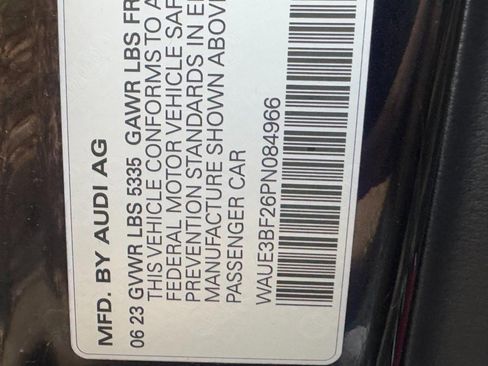 MFD. BY AUDI AG
06 23 GVWR LBS 5335 GAWR LBS FR
THIS VEHICLE CONFORMS TO A
FEDERAL MOTOR VEHICLE SAF
PREVENTION STANDARDS IN E
MANUFACTURE SHOWN ABOVE
PASSENGER CAR
WAUE3BF26PN084966